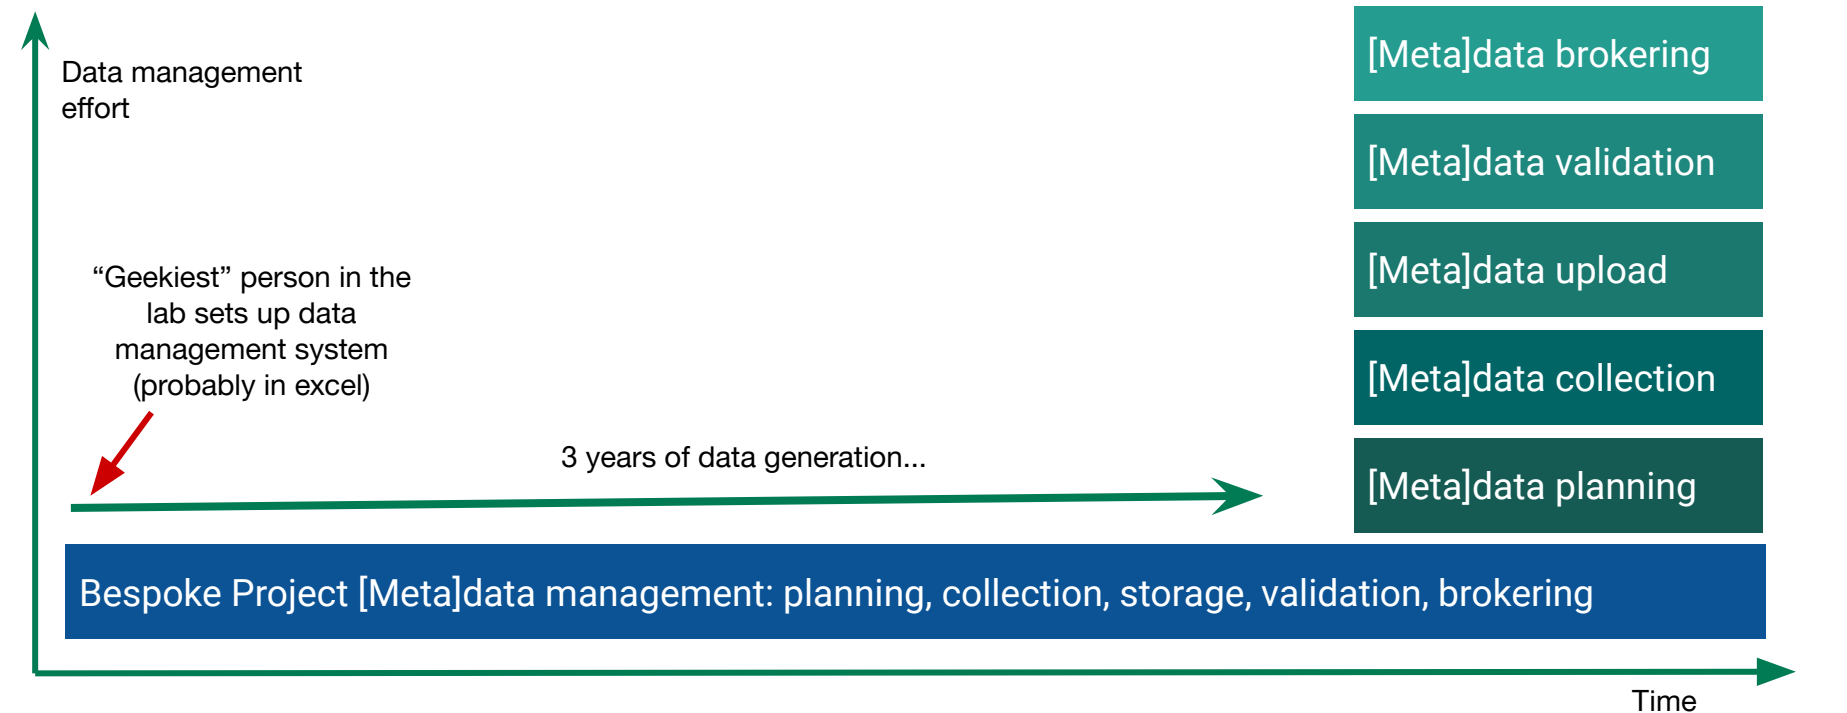 Data management
effort
[Meta]data brokering
[Meta]data validation
[Meta]data upload
[Meta]data collection
[Meta]data planning
“Geekiest” person in the
lab sets up data
management system
(probably in excel)
3 years of data generation...
Bespoke Project [Meta]data management: planning, collection, storage, validation, brokering
Time